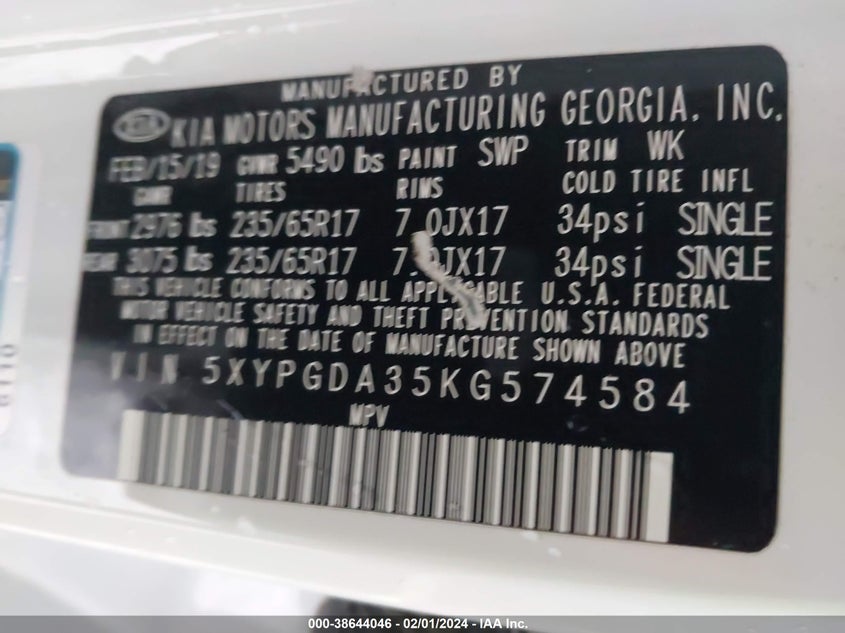 MANUFACTURED BY
KIA KIA MOTORS MANUFACTURING GEORGIA, INC.
FEB/15/19 GVWR 5490 lbs PAINT SWP TRIM WK
GAWR TIRES RIMS COLD TIRE INFL
FRONT 2976 lbs 235/65R17 7.0JX17 34psi SINGLE
REAR 3075 lbs 235/65R17 7.0JX17 34psi SINGLE
THIS VEHICLE CONFORMS TO ALL APPLICABLE U.S.A. FEDERAL
MOTOR VEHICLE SAFETY AND THEFT PREVENTION STANDARDS
IN EFFECT ON THE DATE OF MANUFACTURE SHOWN ABOVE
VIN 5XYPGDA35KG574584
MPV
000-38644046 - 02/01/2024 - IAA Inc.